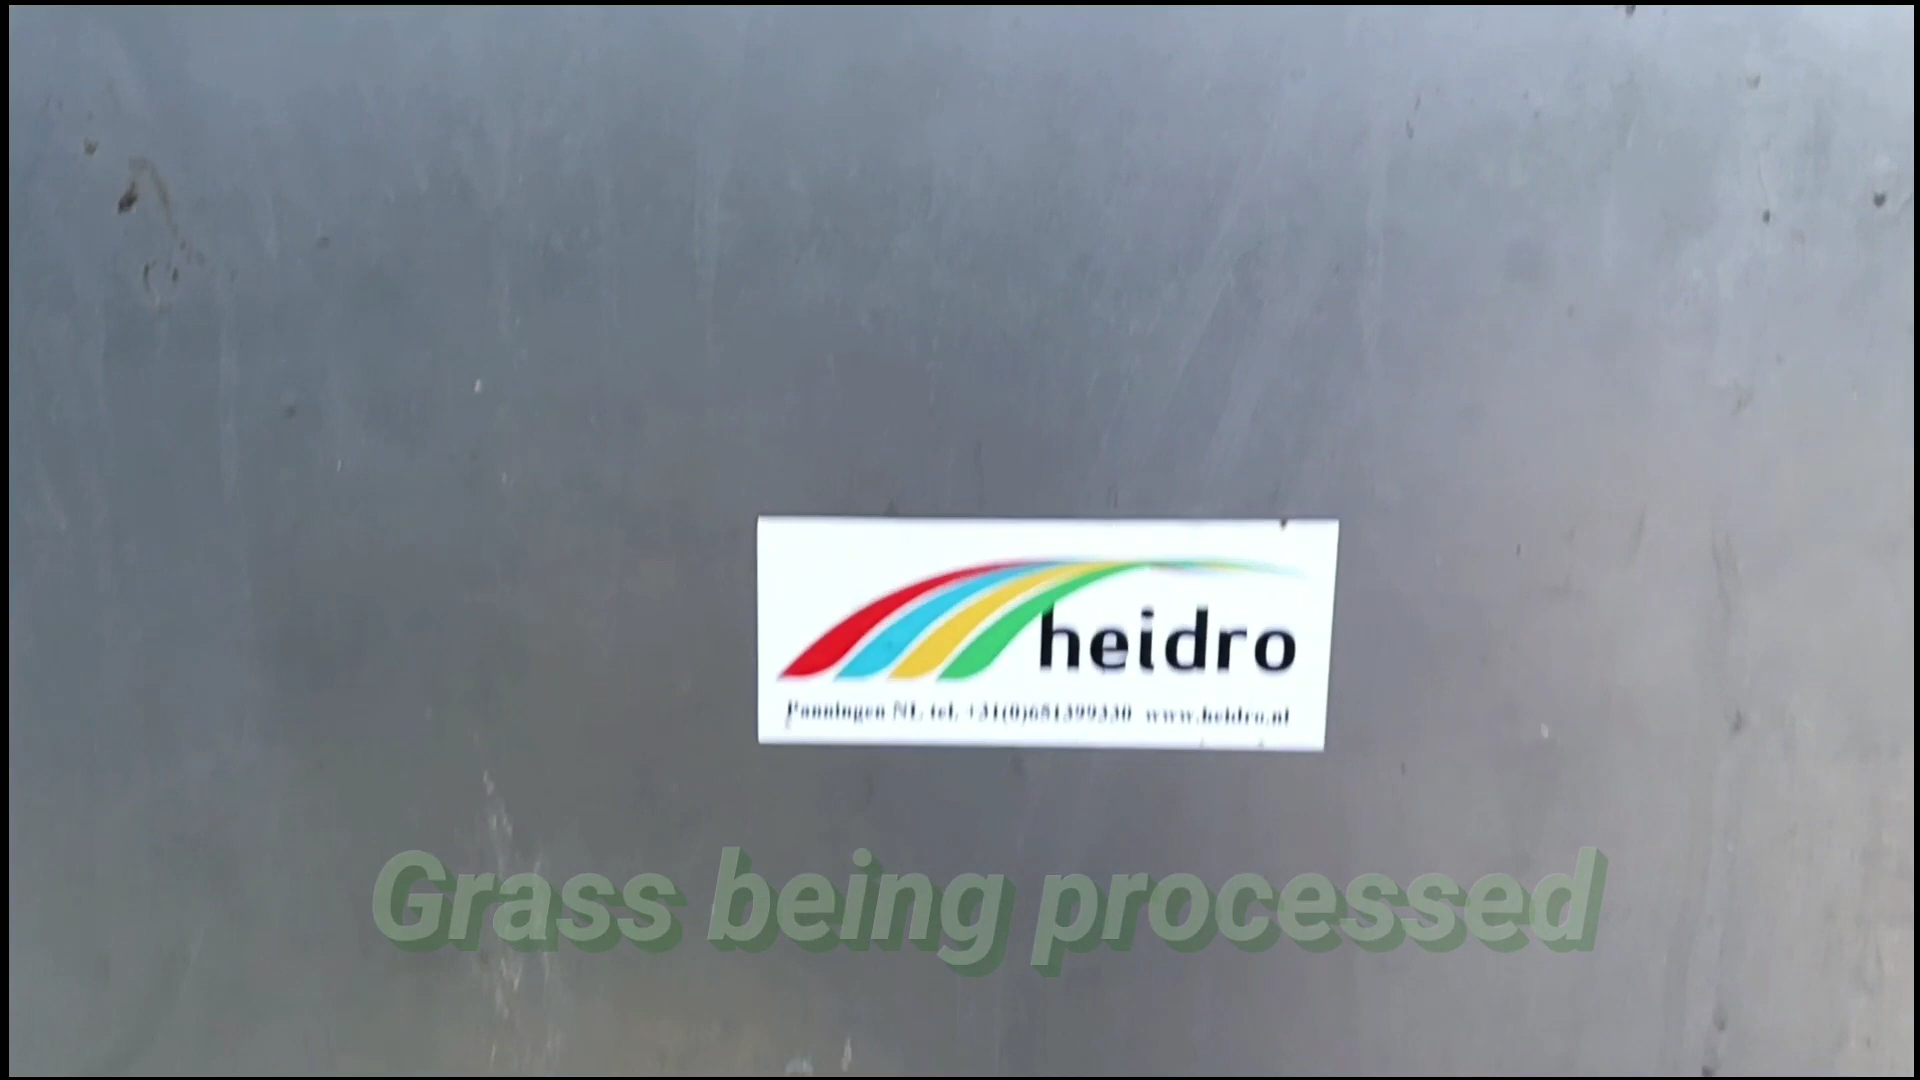 heidro
Panningen NL tel. +31(0)651399330 www.heidro.nl
Grass being processed